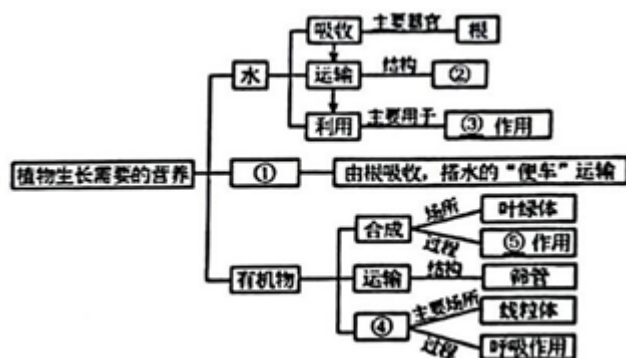 吸收
主要器官
根
水
运输
结构
②
利用
主要用于
③ 作用
植物生长需要的营养
①
由根吸收，搭水的“便车”运输
合成
场所
叶绿体
过程
⑤ 作用
有机物
运输
结构
筛管
④
主要场所
线粒体
过程
呼吸作用